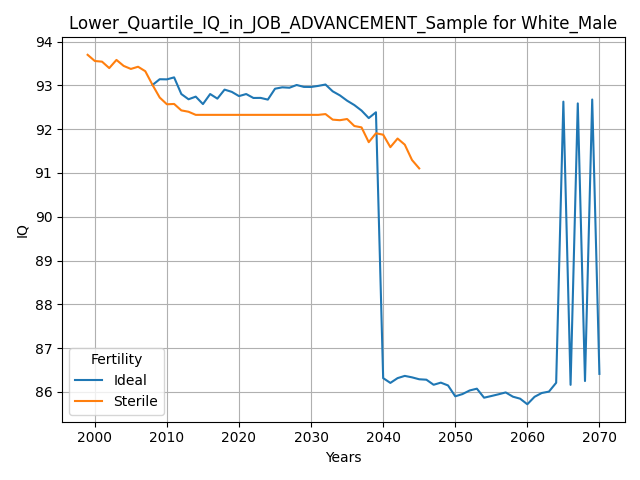 Lower_Quartile_IQ_in_JOB_ADVANCEMENT_Sample for White_Male
94
93
92
91
90
89
88
87
86
IQ
Fertility
Ideal
Sterile
2000 2010 2020 2030 2040 2050 2060 2070
Years